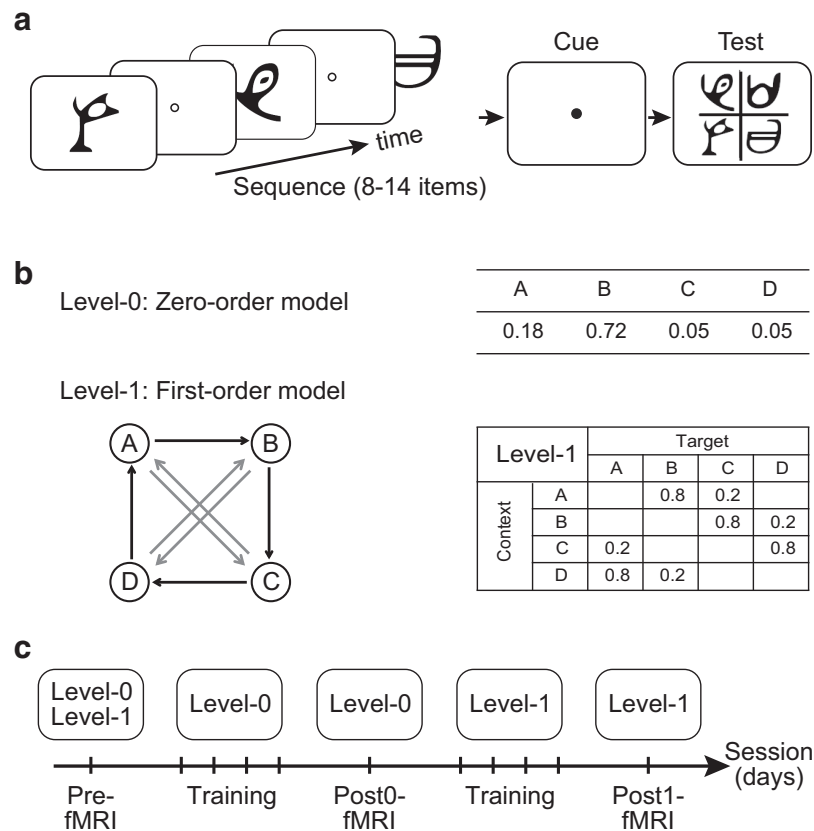 a
Cue
Test
time
Sequence (8-14 items)
b
Level-0: Zero-order model
A B C D
0.18 0.72 0.05 0.05
Level-1: First-order model
A B
D C
Level-1 Target
A B C D
Context
A 0.8 0.2
B 0.8 0.2
C 0.2 0.8
D 0.8 0.2
c
Level-0
Level-1
Level-0
Level-0
Level-1
Level-1
Session
(days)
Pre-
fMRI
Training
Post0-
fMRI
Training
Post1-
fMRI